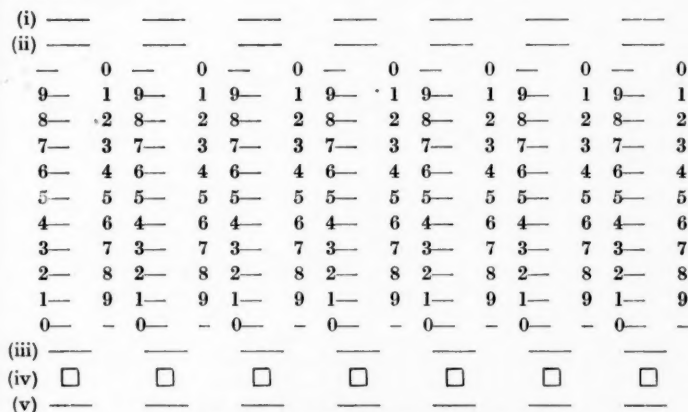 (i) — — — — — — —
(ii) — — — — — — —
— 0 — 0 — 0 — 0 — 0 — 0 — 0
9— 1 9— 1 9— 1 9— 1 9— 1 9— 1 9— 1
8— 2 8— 2 8— 2 8— 2 8— 2 8— 2 8— 2
7— 3 7— 3 7— 3 7— 3 7— 3 7— 3 7— 3
6— 4 6— 4 6— 4 6— 4 6— 4 6— 4 6— 4
5— 5 5— 5 5— 5 5— 5 5— 5 5— 5 5— 5
4— 6 4— 6 4— 6 4— 6 4— 6 4— 6 4— 6
3— 7 3— 7 3— 7 3— 7 3— 7 3— 7 3— 7
2— 8 2— 8 2— 8 2— 8 2— 8 2— 8 2— 8
1— 9 1— 9 1— 9 1— 9 1— 9 1— 9 1— 9
0— – 0— – 0— – 0— – 0— – 0— – 0— –
(iii) — — — — — — —
(iv) □ □ □ □ □ □ □
(v) — — — — — — —